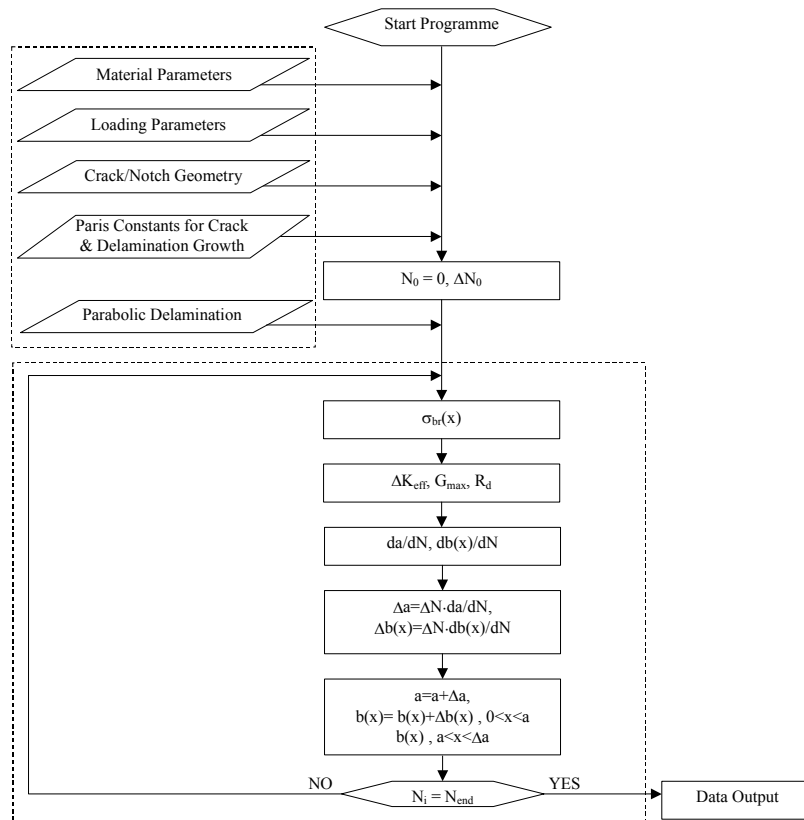 Start Programme
Material Parameters
Loading Parameters
Crack/Notch Geometry
Paris Constants for Crack
& Delamination Growth
N₀ = 0, ΔN₀
Parabolic Delamination
σbr(x)
ΔKeff, Gmax, Rd
da/dN, db(x)/dN
Δa=ΔN·da/dN,
Δb(x)=ΔN·db(x)/dN
a=a+Δa,
b(x)= b(x)+Δb(x) , 0<x<a
b(x) , a<x<Δa
NO
Ni = Nend
YES
Data Output